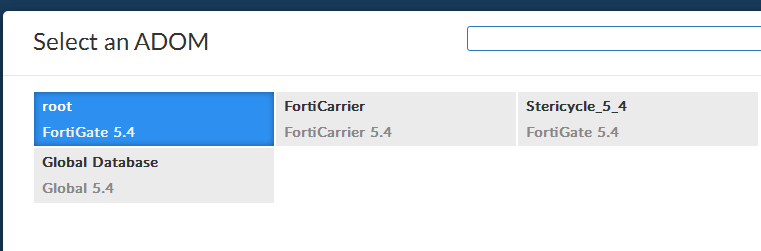 Select an ADOM
root
FortiGate 5.4
FortiCarrier
FortiCarrier 5.4
Stericycle_5_4
FortiGate 5.4
Global Database
Global 5.4